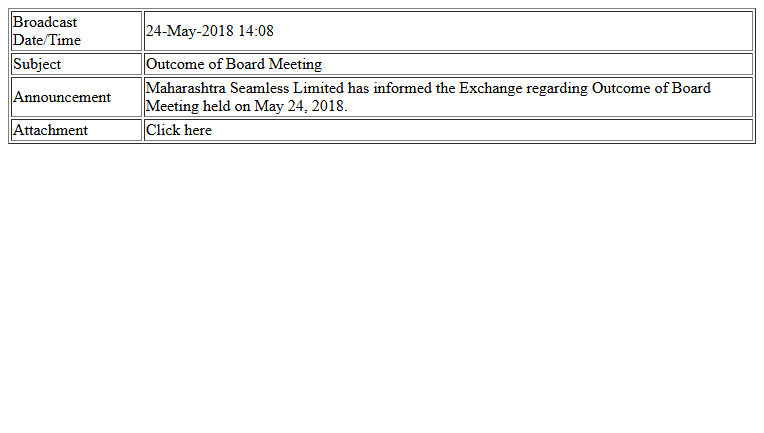 Broadcast
Date/Time
24-May-2018 14:08
Subject
Outcome of Board Meeting
Announcement
Maharashtra Seamless Limited has informed the Exchange regarding Outcome of Board
Meeting held on May 24, 2018.
Attachment
Click here